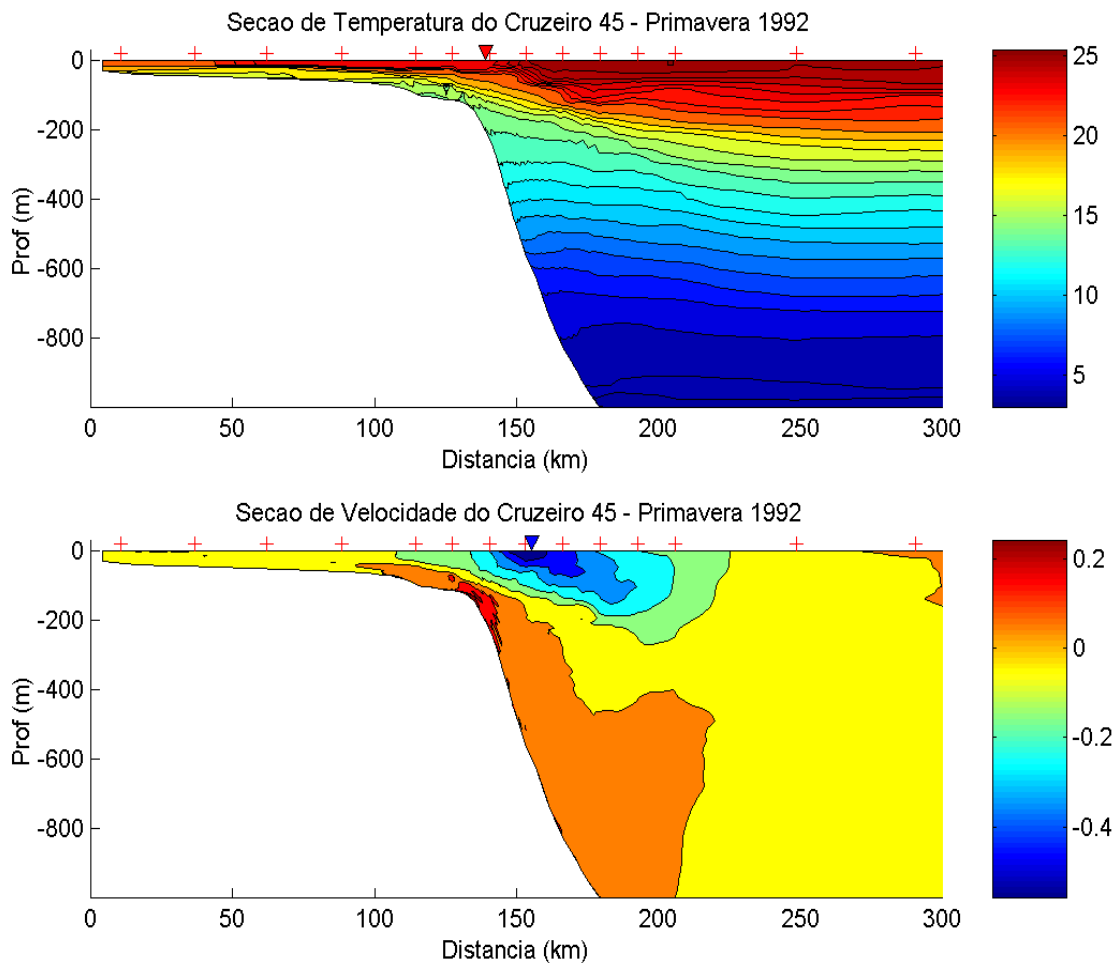 Secao de Temperatura do Cruzeiro 45 - Primavera 1992
0
-200
-400
-600
-800
Prof (m)
0 50 100 150 200 250 300
Distancia (km)
25
20
15
10
5
Secao de Velocidade do Cruzeiro 45 - Primavera 1992
0
-200
-400
-600
-800
Prof (m)
0 50 100 150 200 250 300
Distancia (km)
0.2
0
-0.2
-0.4